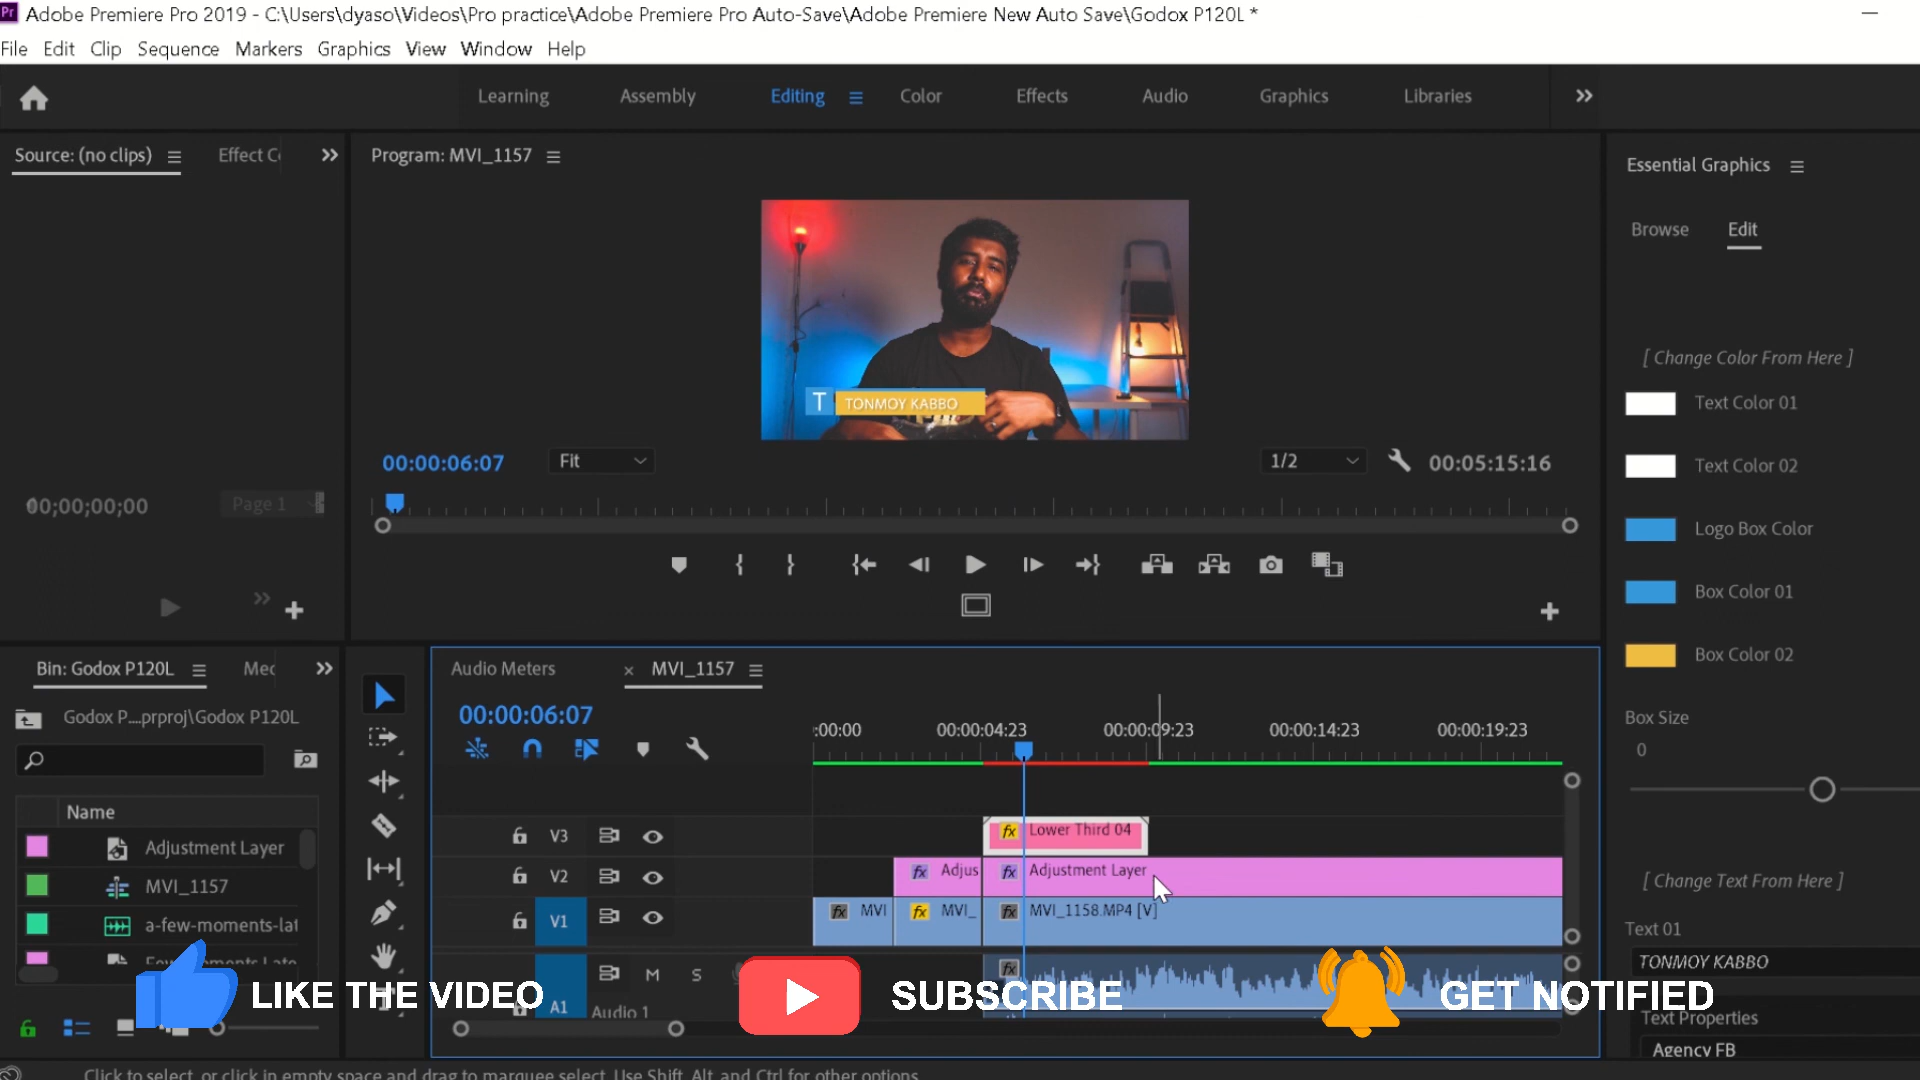 Pr Adobe Premiere Pro 2019 - C:\Users\dyaso\Videos\Pro practice\Adobe Premiere Pro Auto-Save\Adobe Premiere New Auto Save\Godox P120L *
File Edit Clip Sequence Markers Graphics View Window Help
Learning Assembly Editing Color Effects Audio Graphics Libraries
Source: (no clips) Effect C
Program: MVI_1157
Essential Graphics
Browse Edit
[ Change Color From Here ]
Text Color 01
T TONMOY KABBO
Text Color 02
00:00:06:07 Fit 1/2 00:05:15:16
00;00;00;00 Page 1
Logo Box Color
Box Color 01
Box Color 02
Bin: Godox P120L Med
Audio Meters × MVI_1157
Godox P....prproj\Godox P120L
00:00:06:07
:00:00 00:00:04:23 00:00:09:23 00:00:14:23 00:00:19:23
Box Size
0
Name
Adjustment Layer
V3 fx Lower Third 04
MVI_1157
V2 fx Adjus fx Adjustment Layer
[ Change Text From Here ]
a-few-moments-lat
V1 fx MVI fx MVI_ fx MVI_1158.MP4 [V]
Text 01
TONMOY KABBO
M S fx
LIKE THE VIDEO SUBSCRIBE GET NOTIFIED
A1 Audio 1
Text Properties
Agency FB
Click to select, or click in empty space and drag to marquee select. Use Shift, Alt, and Ctrl for other options.